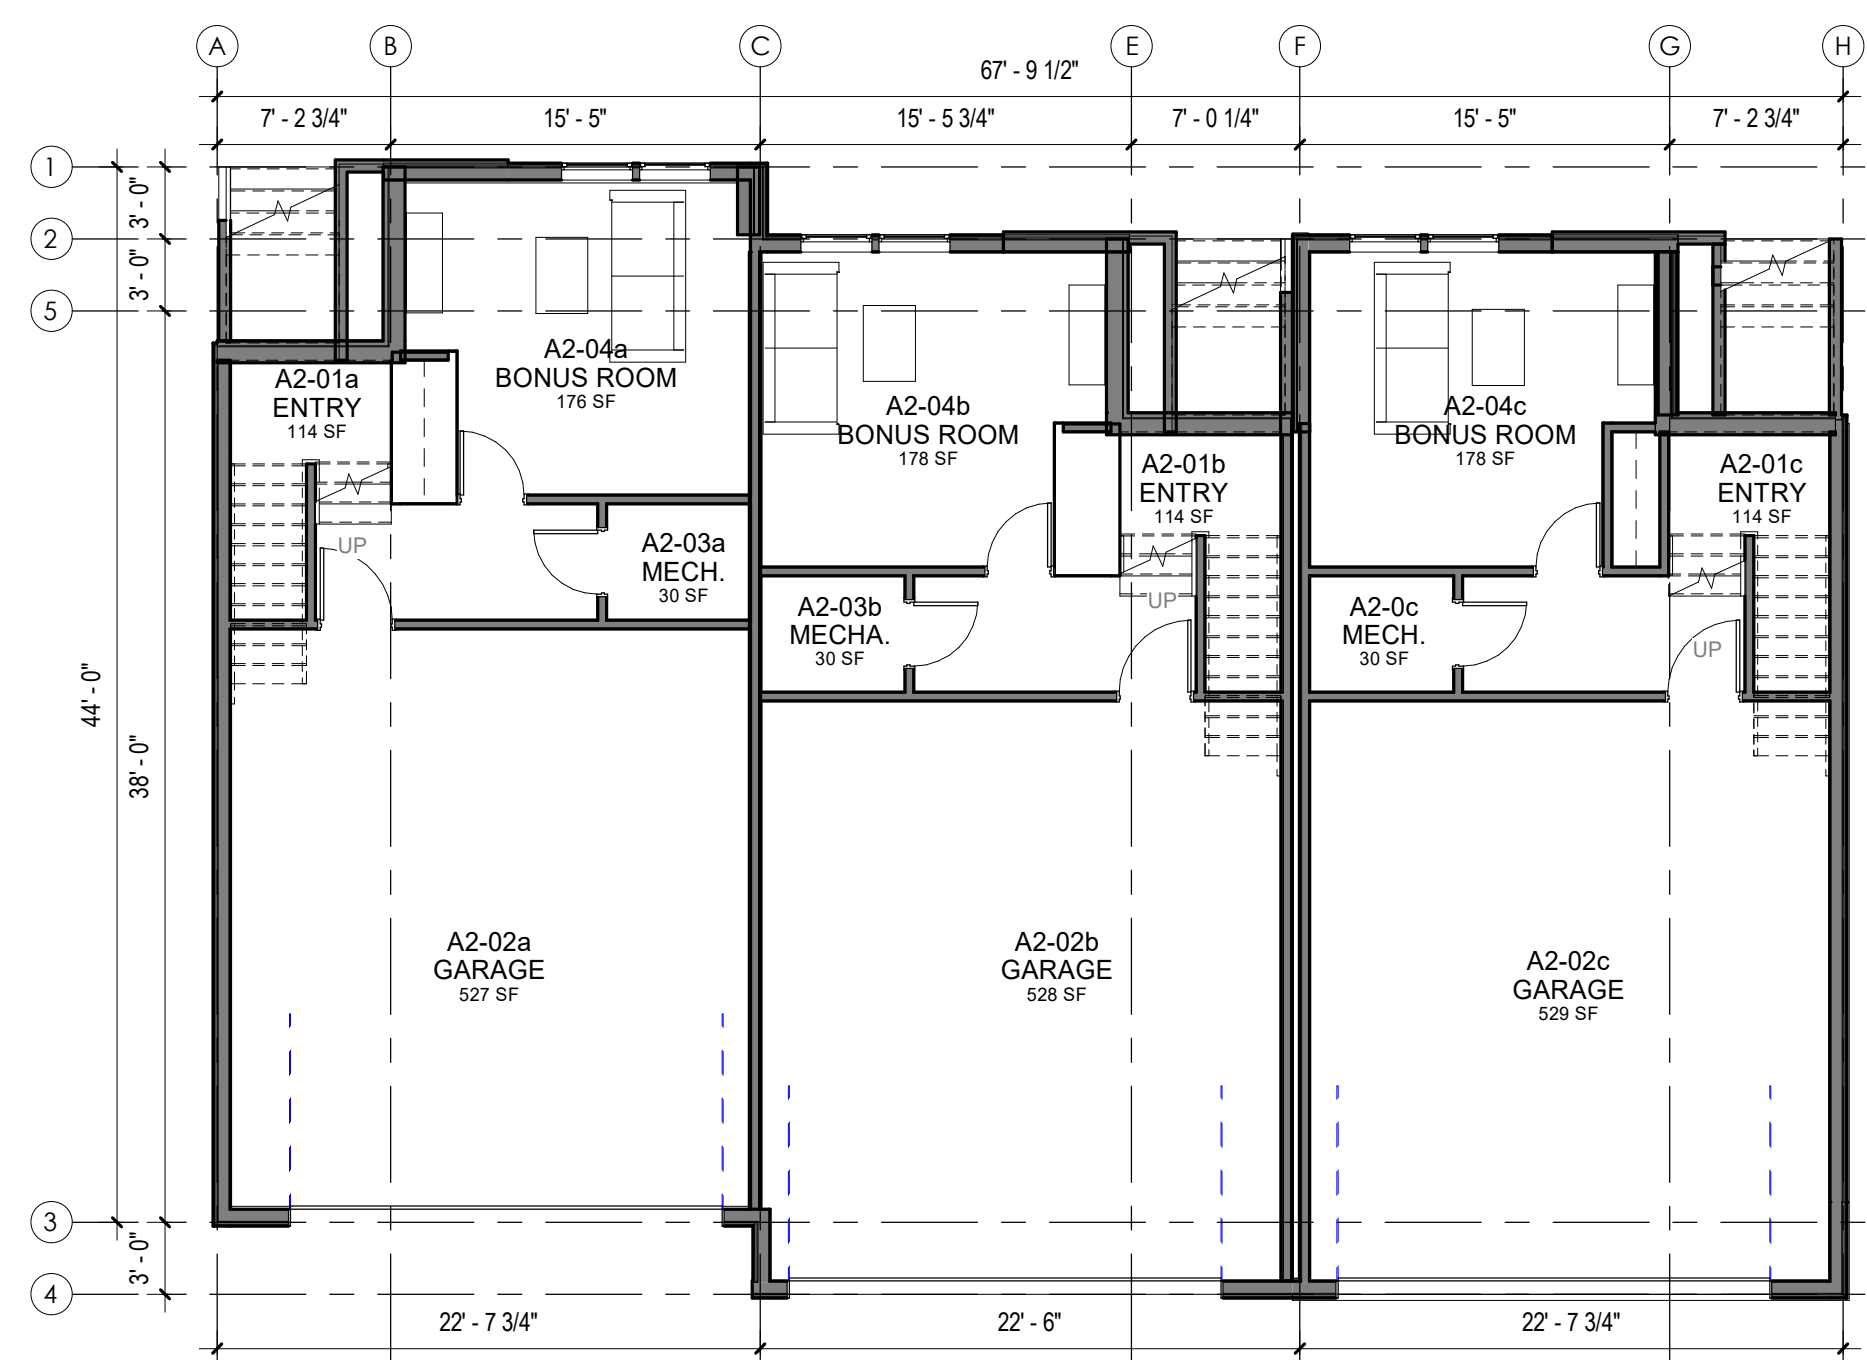 A B C E F G H
67' - 9 1/2"
7' - 2 3/4" 15' - 5" 15' - 5 3/4" 7' - 0 1/4" 15' - 5" 7' - 2 3/4"
1
3' - 0"
2
3' - 0"
5
44' - 0"
38' - 0"
3
3' - 0"
4
A2-04a
BONUS ROOM
176 SF
A2-01a
ENTRY
114 SF
UP
A2-03a
MECH.
30 SF
A2-02a
GARAGE
527 SF
A2-04b
BONUS ROOM
178 SF
A2-01b
ENTRY
114 SF
UP
A2-03b
MECHA.
30 SF
A2-02b
GARAGE
528 SF
A2-04c
BONUS ROOM
178 SF
A2-01c
ENTRY
114 SF
UP
A2-0c
MECH.
30 SF
A2-02c
GARAGE
529 SF
22' - 7 3/4" 22' - 6" 22' - 7 3/4"